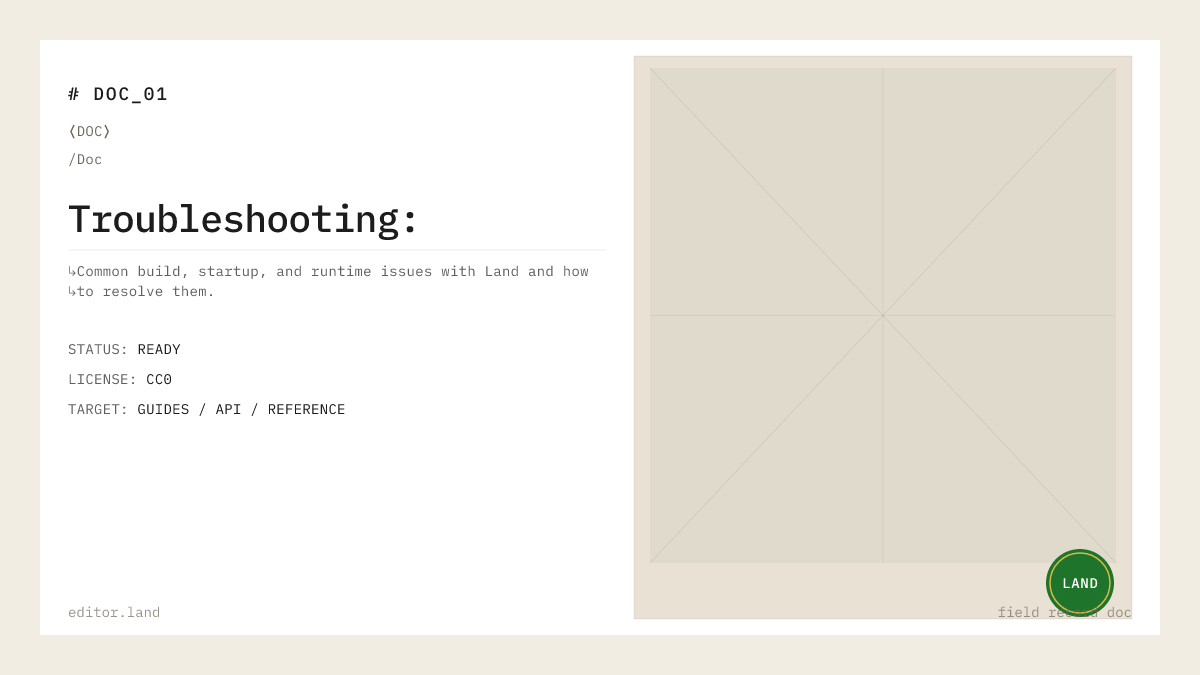 # DOC_01
⟨DOC⟩
/Doc
Troubleshooting:
↳Common build, startup, and runtime issues with Land and how
↳to resolve them.
STATUS: READY
LICENSE: CC0
TARGET: GUIDES / API / REFERENCE
LAND
editor.land
field record doc